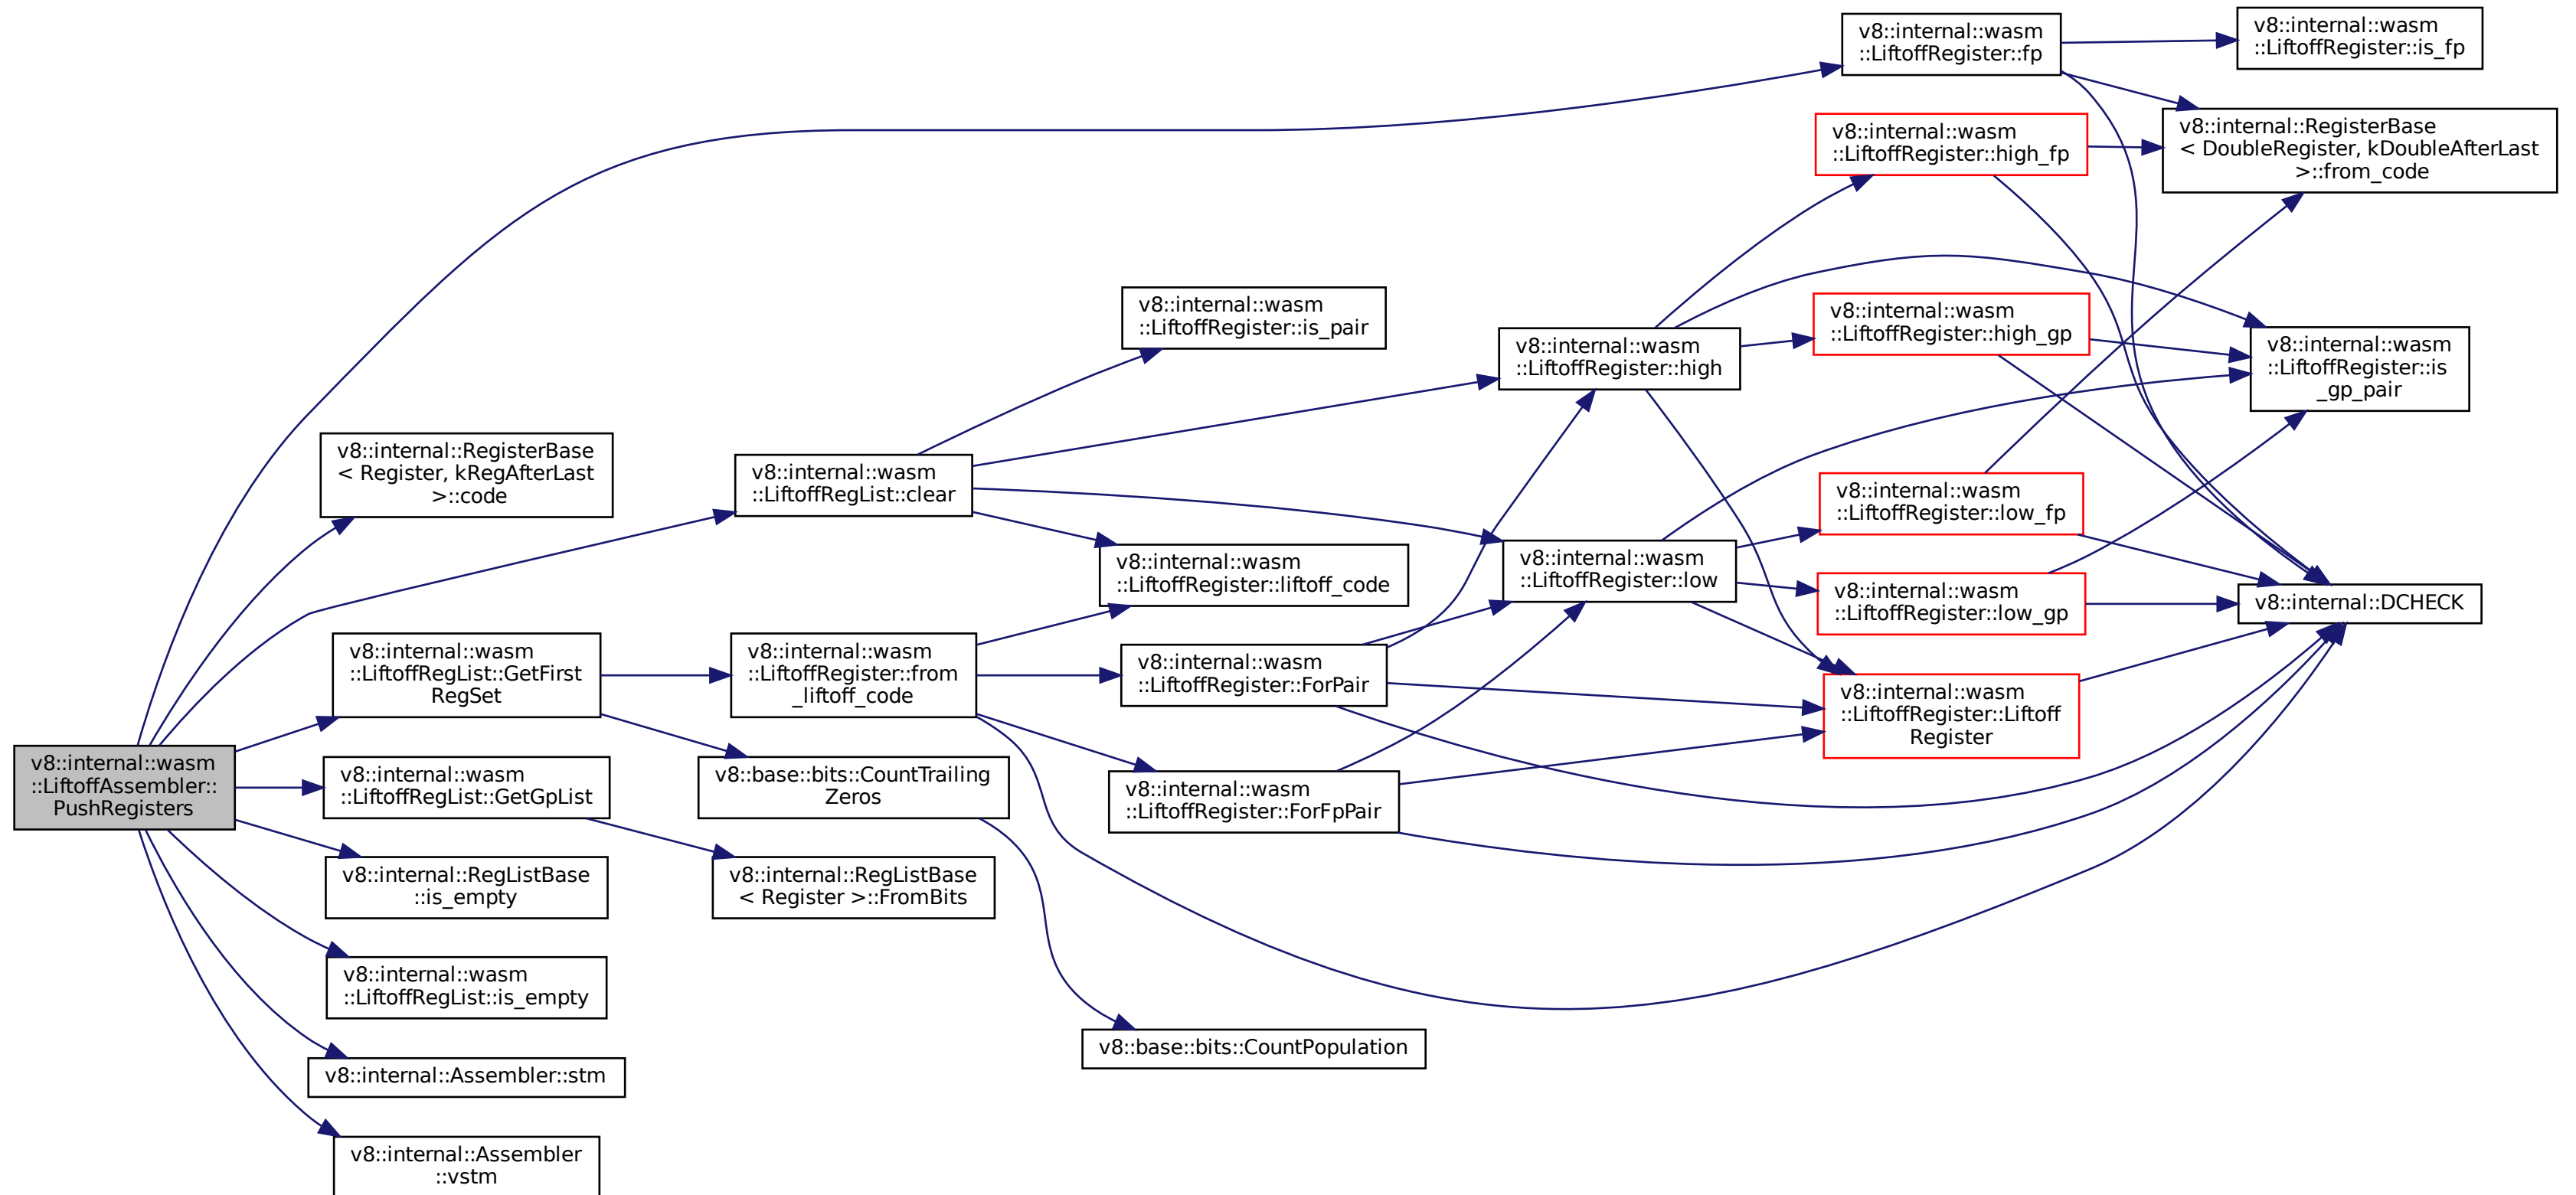 v8::internal::wasm
::LiftoffAssembler::
PushRegisters
v8::internal::RegisterBase
< Register, kRegAfterLast
>::code
v8::internal::wasm
::LiftoffRegList::GetFirst
RegSet
v8::internal::wasm
::LiftoffRegList::GetGpList
v8::internal::RegListBase
::is_empty
v8::internal::wasm
::LiftoffRegList::is_empty
v8::internal::Assembler::stm
v8::internal::Assembler
::vstm
v8::internal::wasm
::LiftoffRegList::clear
v8::internal::wasm
::LiftoffRegister::from
_liftoff_code
v8::base::bits::CountTrailing
Zeros
v8::internal::RegListBase
< Register >::FromBits
v8::internal::wasm
::LiftoffRegister::is_pair
v8::internal::wasm
::LiftoffRegister::liftoff_code
v8::internal::wasm
::LiftoffRegister::ForPair
v8::internal::wasm
::LiftoffRegister::ForFpPair
v8::base::bits::CountPopulation
v8::internal::wasm
::LiftoffRegister::high
v8::internal::wasm
::LiftoffRegister::low
v8::internal::wasm
::LiftoffRegister::fp
v8::internal::wasm
::LiftoffRegister::high_fp
v8::internal::wasm
::LiftoffRegister::high_gp
v8::internal::wasm
::LiftoffRegister::low_fp
v8::internal::wasm
::LiftoffRegister::low_gp
v8::internal::wasm
::LiftoffRegister::Liftoff
Register
v8::internal::wasm
::LiftoffRegister::is_fp
v8::internal::RegisterBase
< DoubleRegister, kDoubleAfterLast
>::from_code
v8::internal::wasm
::LiftoffRegister::is
_gp_pair
v8::internal::DCHECK